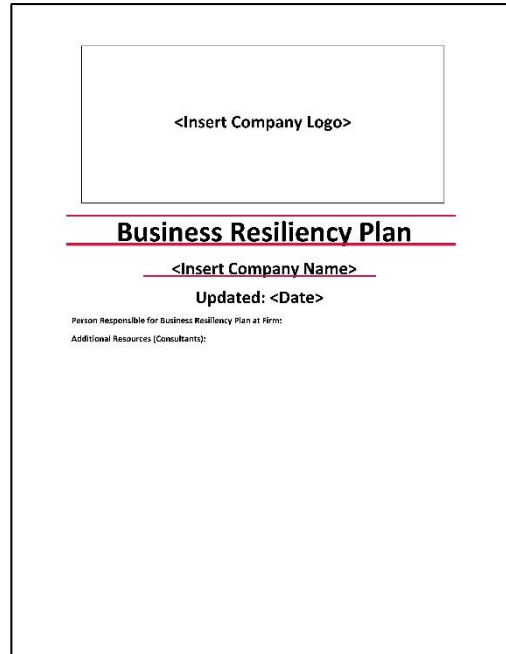 <Insert Company Logo>
Business Resiliency Plan
<Insert Company Name>
Updated: <Date>
Person Responsible for Business Resiliency Plan at Firm:
Additional Resources (Consultants):